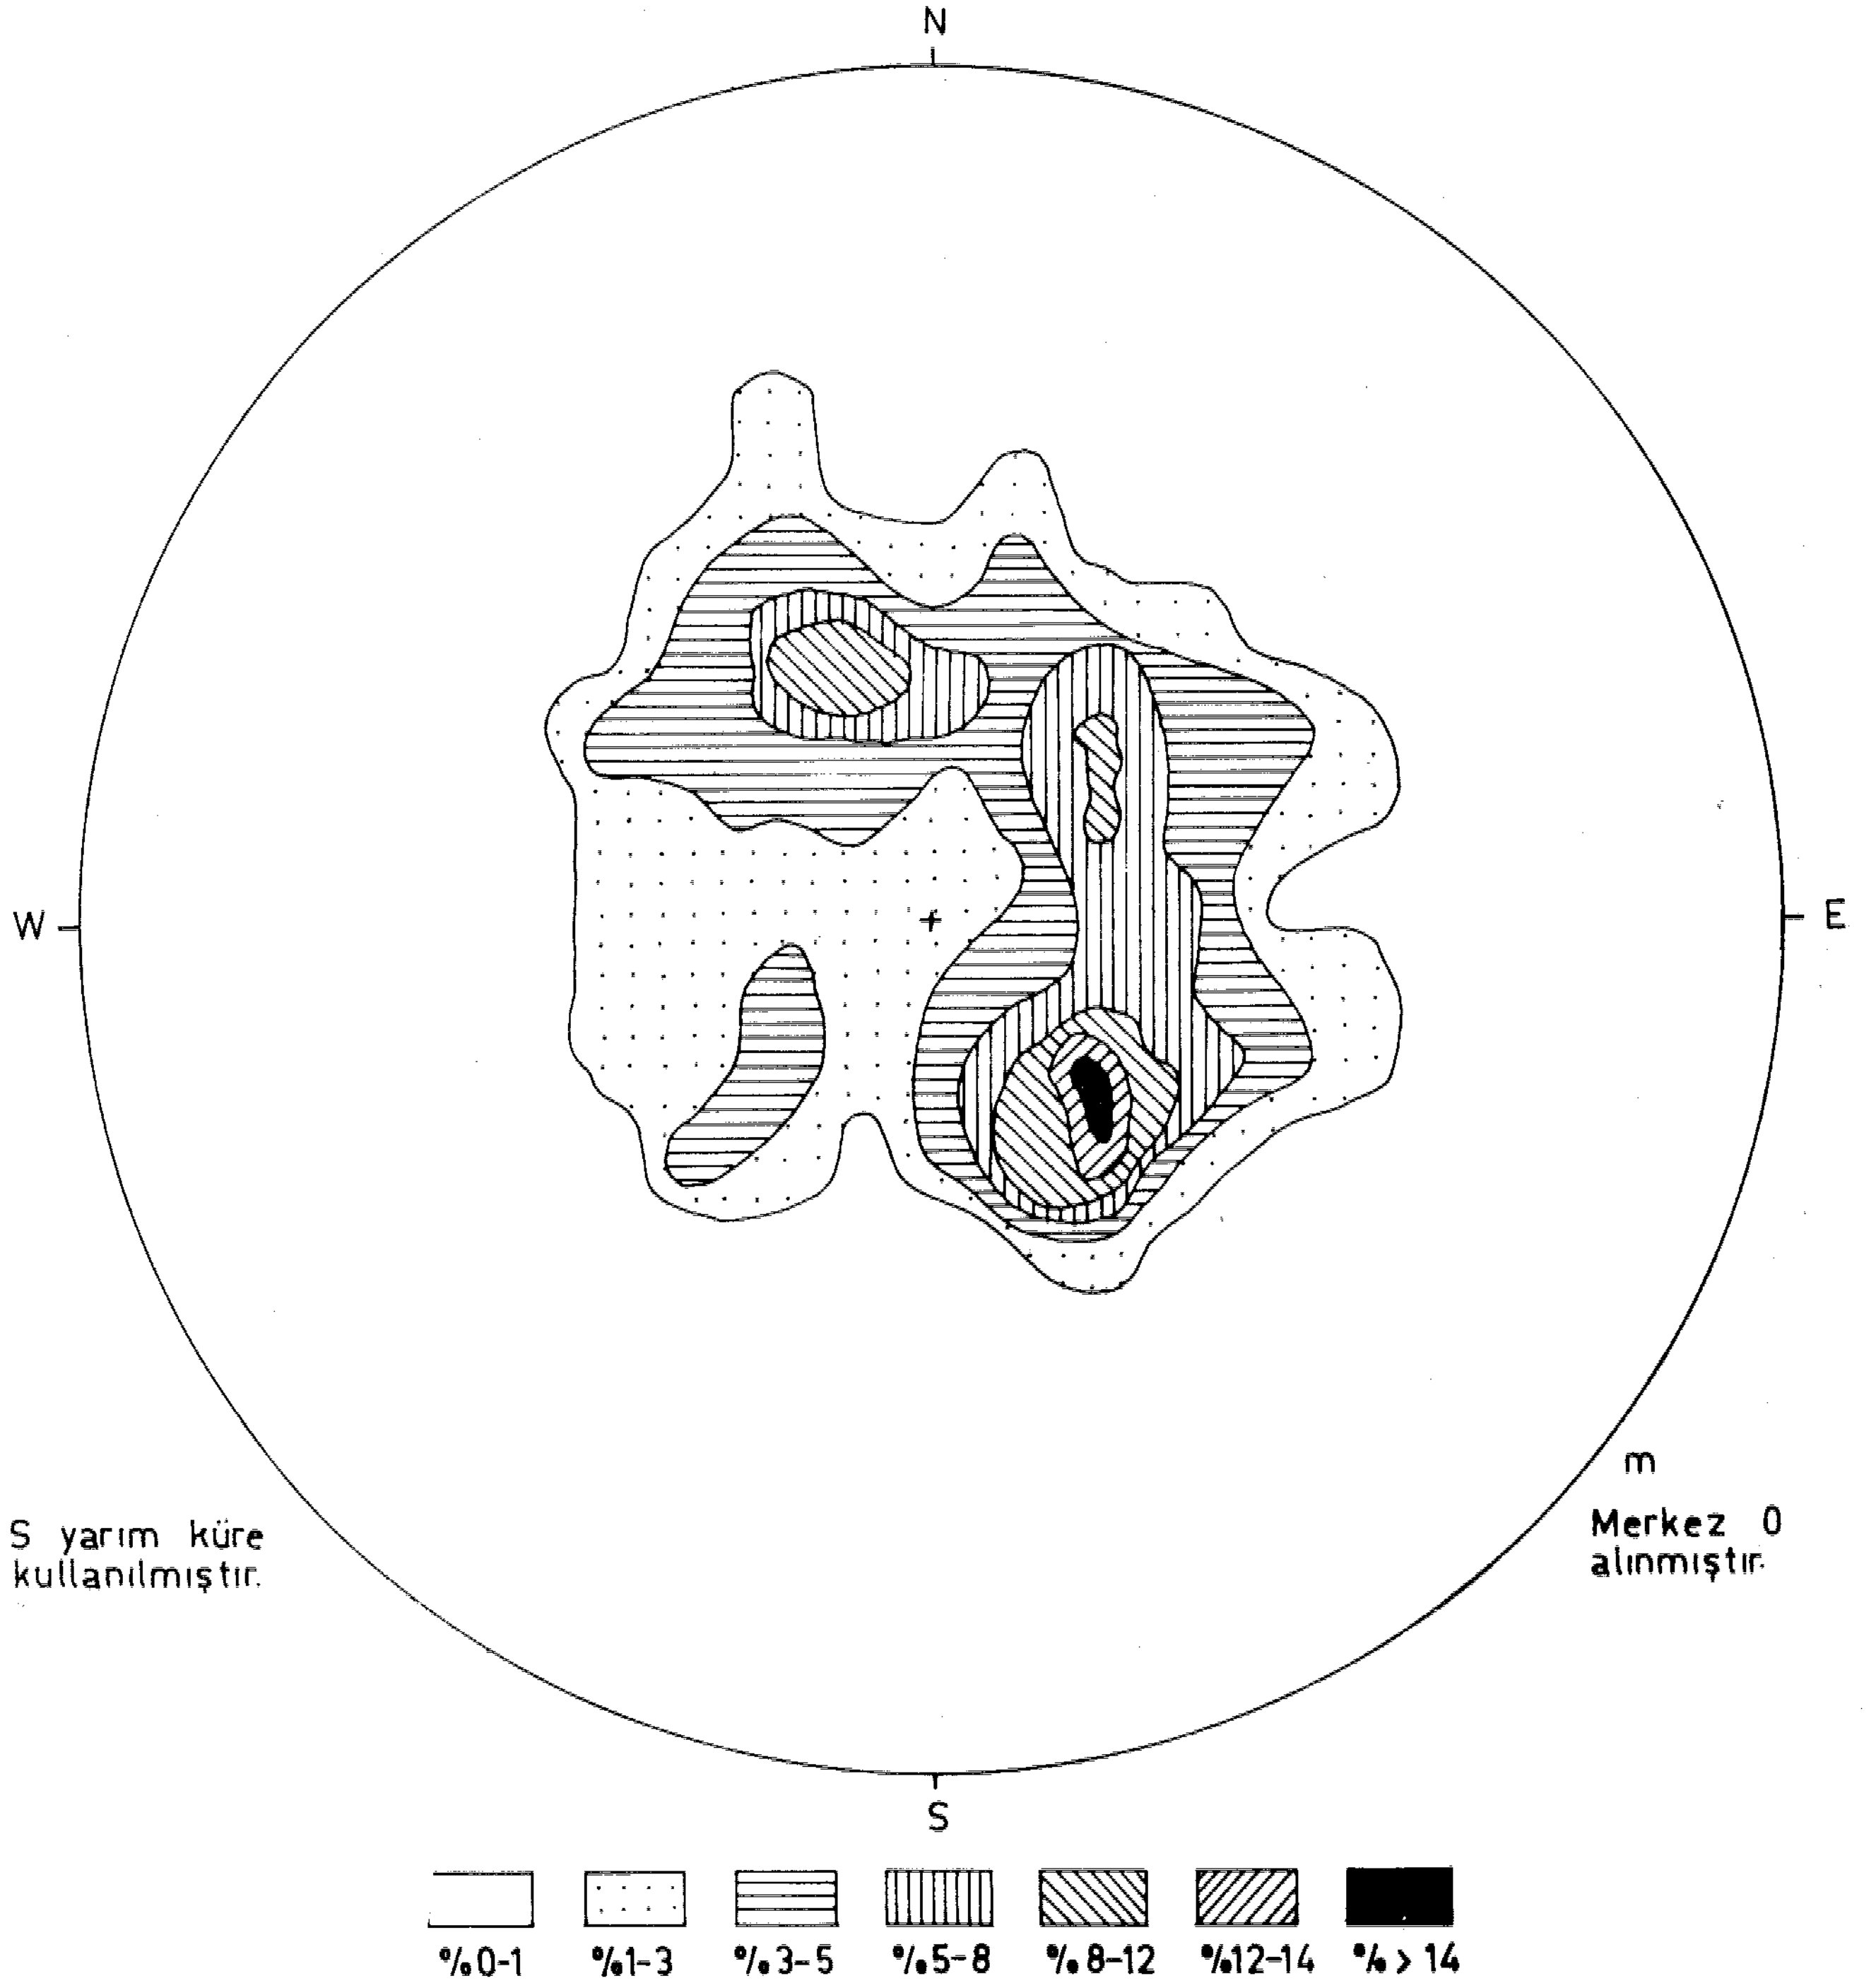 N
W
E
m
S yarım küre
kullanılmıştır.
Merkez 0
alınmıştır.
S
%0-1 %1-3 %3-5 %5-8 %8-12 %12-14 %>14